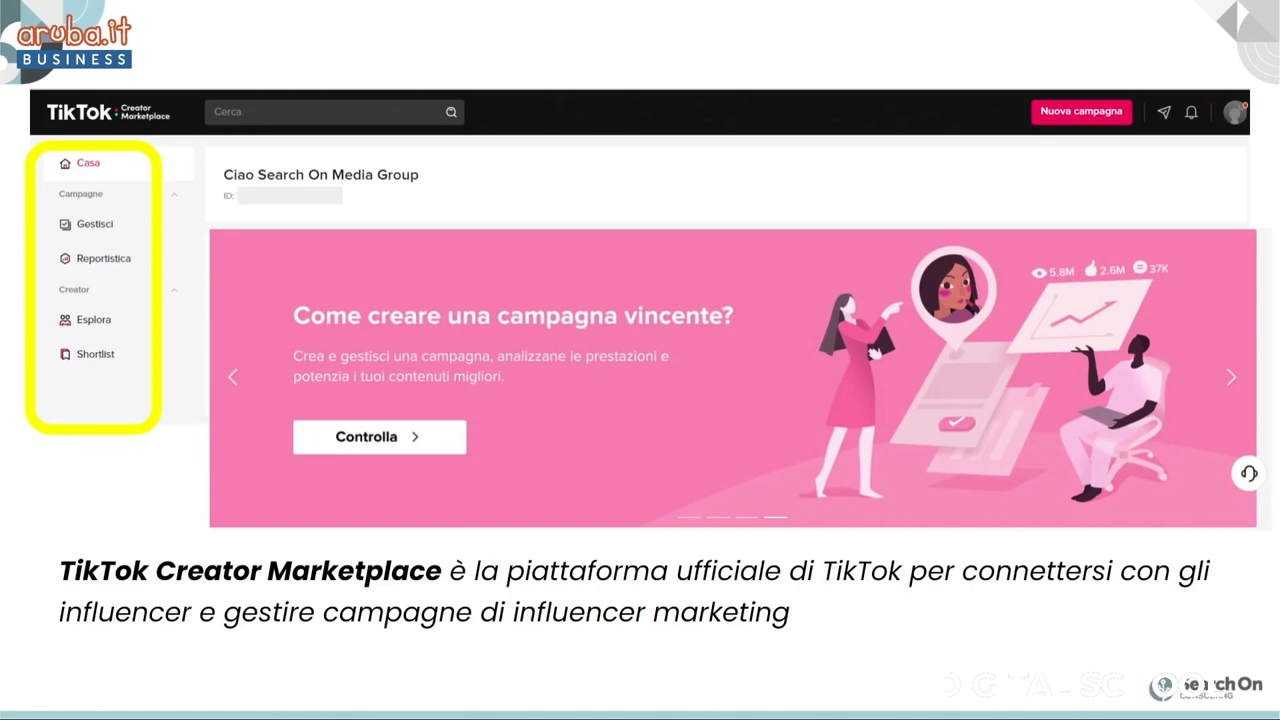 aruba.it
BUSINESS
TikTok Creator Marketplace
Cerca
Nuova campagna
Casa
Campagne
Gestisci
Reportistica
Creator
Esplora
Shortlist
Ciao Search On Media Group
ID:
5.8M 2.6M 37K
Come creare una campagna vincente?
Crea e gestisci una campagna, analizzane le prestazioni e
potenzia i tuoi contenuti migliori.
Controlla
TikTok Creator Marketplace è la piattaforma ufficiale di TikTok per connettersi con gli
influencer e gestire campagne di influencer marketing